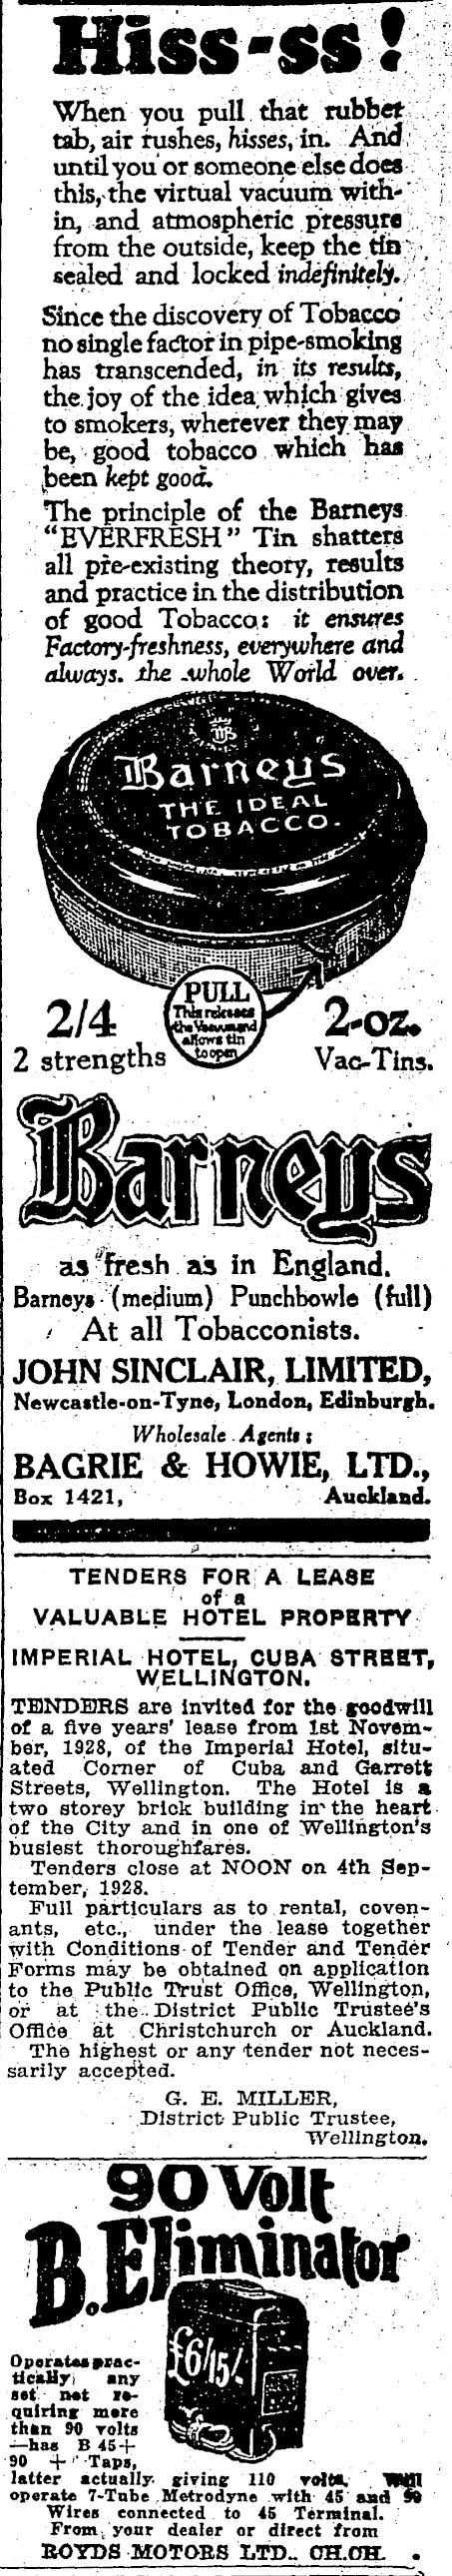 Hiss-ss!
When you pull that rubber
tab, air rushes, hisses, in. And
until you or someone else does
this, the virtual vacuum with-
in, and atmospheric pressure
from the outside, keep the tin
sealed and locked indefinitely.
Since the discovery of Tobacco
no single factor in pipe-smoking
has transcended, in its results,
the joy of the idea which gives
to smokers, wherever they may
be, good tobacco which has
been kept good.
The principle of the Barneys
"EVERFRESH" Tin shatters
all pre-existing theory, results
and practice in the distribution
of good Tobacco: it ensures
Factory-freshness, everywhere and
always. the whole World over.
Barneys
THE IDEAL
TOBACCO.
PULL
This releases
the Vacuum and
allows tin
to open
2/4
2 strengths
2-oz.
Vac-Tins.
Barneys
as fresh as in England.
Barneys (medium) Punchbowle (full)
At all Tobacconists.
JOHN SINCLAIR, LIMITED,
Newcastle-on-Tyne, London, Edinburgh.
Wholesale Agents:
BAGRIE & HOWIE, LTD.,
Box 1421, Auckland.
TENDERS FOR A LEASE
of a
VALUABLE HOTEL PROPERTY
IMPERIAL HOTEL, CUBA STREET,
WELLINGTON.
TENDERS are invited for the goodwill
of a five years' lease from 1st Novem-
ber, 1928, of the Imperial Hotel, situ-
ated Corner of Cuba and Garrett
Streets, Wellington. The Hotel is a
two storey brick building in the heart
of the City and in one of Wellington's
busiest thoroughfares.
Tenders close at NOON on 4th Sep-
tember, 1928.
Full particulars as to rental, coven-
ants, etc., under the lease together
with Conditions of Tender and Tender
Forms may be obtained on application
to the Public Trust Office, Wellington,
or at the District Public Trustee's
Office at Christchurch or Auckland.
The highest or any tender not neces-
sarily accepted.
G. E. MILLER,
District Public Trustee,
Wellington.
90 Volt
B. Eliminator
£6/15/-
Operates prac-
tically any
set not re-
quiring more
than 90 volts
—has B 45+
90 + Taps,
latter actually giving 110 volts. Will
operate 7-Tube Metrodyne with 45 and 90
Wires connected to 45 Terminal.
From your dealer or direct from
ROYDS MOTORS LTD., CH.CH.